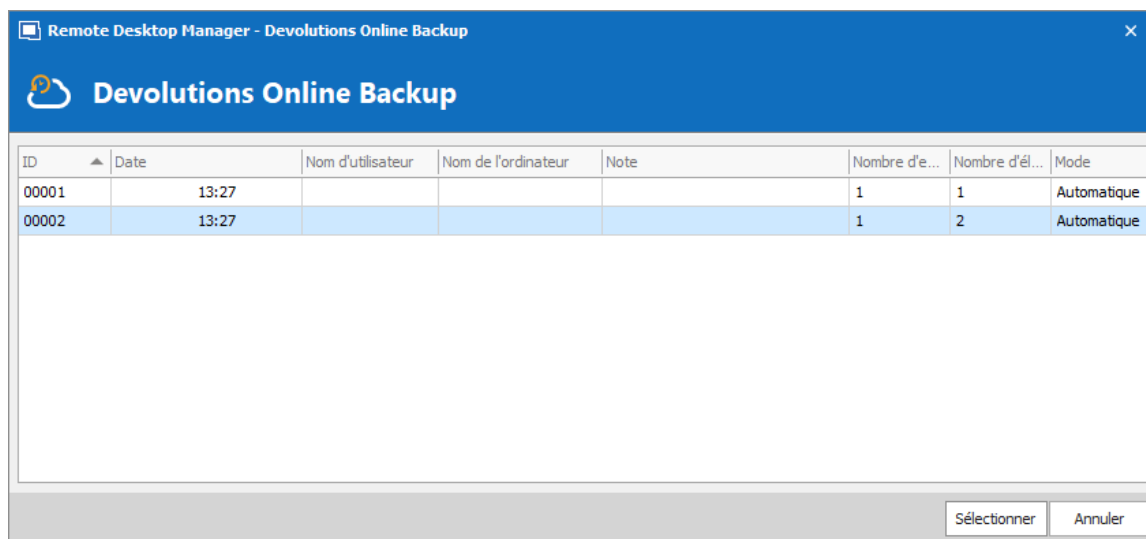 Remote Desktop Manager - Devolutions Online Backup
Devolutions Online Backup
ID Date Nom d'utilisateur Nom de l'ordinateur Note Nombre d'e... Nombre d'él... Mode
00001 13:27 1 1 Automatique
00002 13:27 1 2 Automatique
Sélectionner Annuler